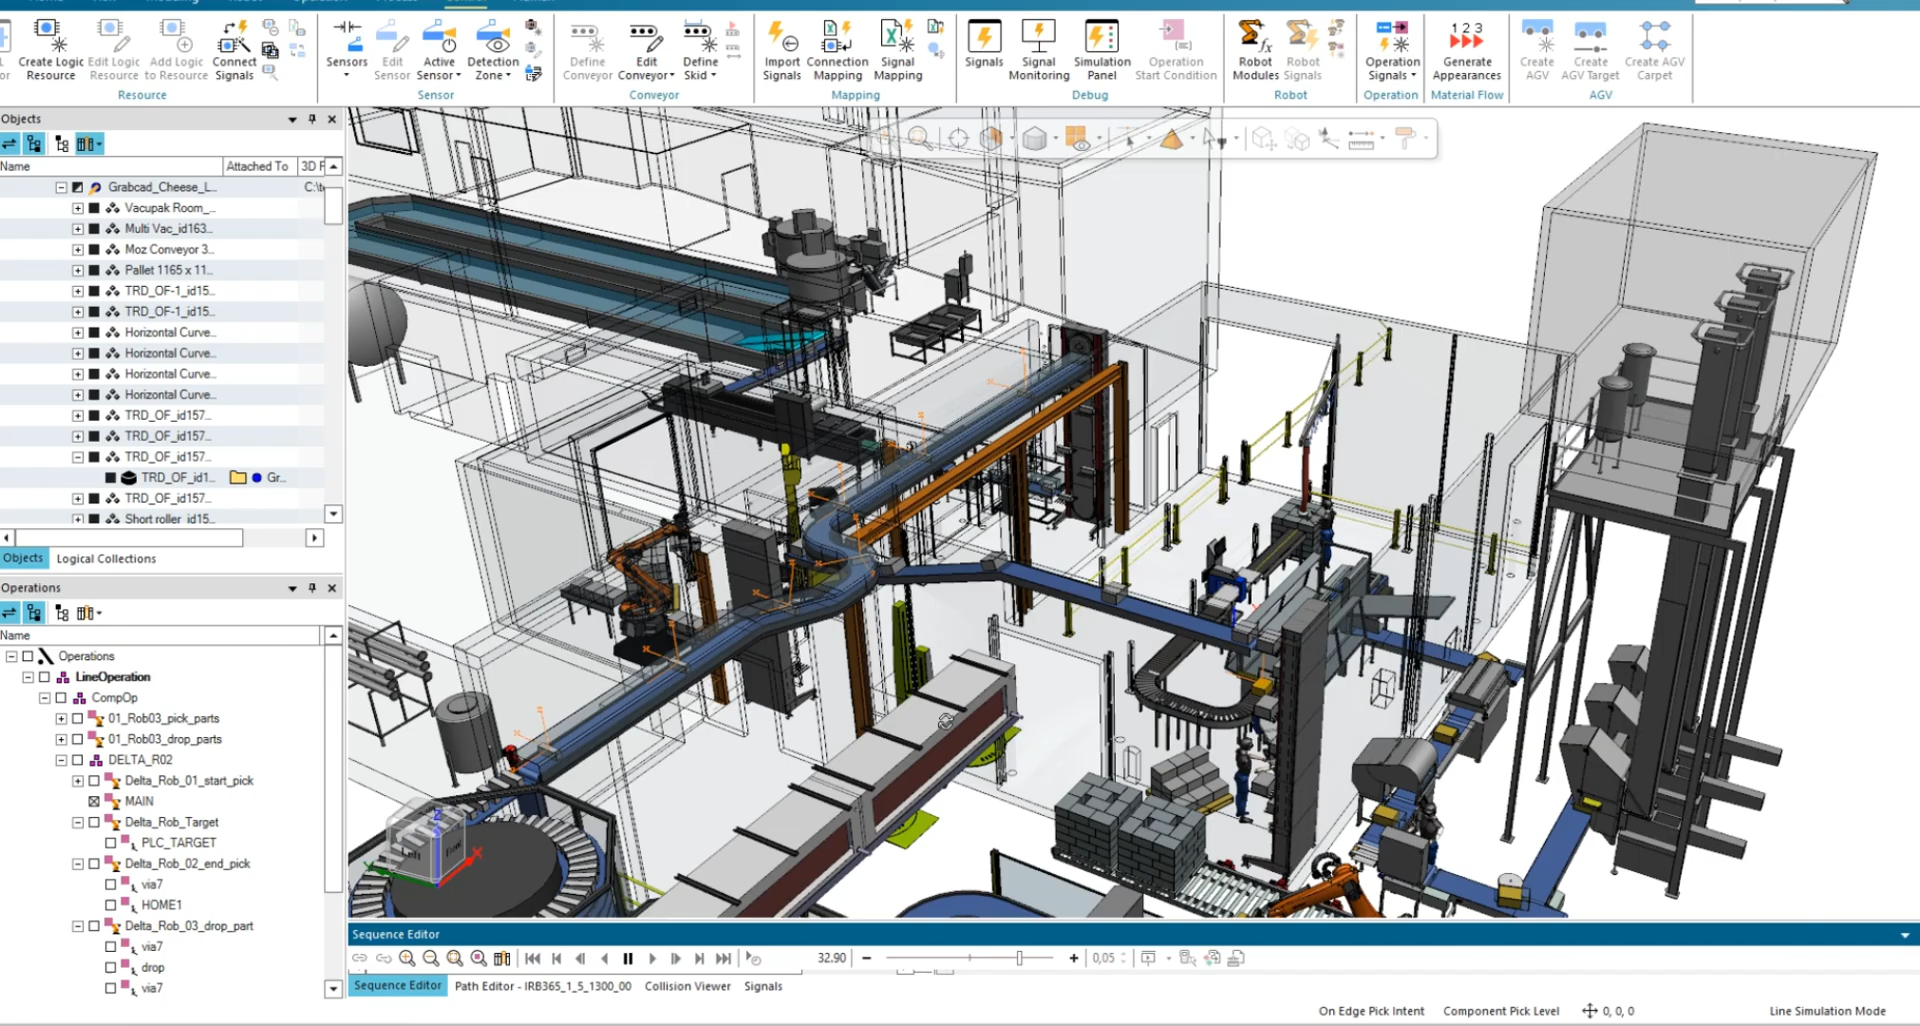 Create Logic Resource
Edit Logic Resource
Add Logic to Resource
Connect Signals
Resource
Sensors
Edit Sensor
Active Sensor
Detection Zone
Sensor
Define Conveyor
Edit Conveyor
Define Skid
Conveyor
Import Signals
Connection Mapping
Signal Mapping
Mapping
Signals
Signal Monitoring
Simulation Panel
Operation Start Condition
Debug
Robot Modules
Robot Signals
Robot
Operation Signals
Operation
1 2 3
Generate Appearances
Material Flow
Create AGV
Create AGV Target
Create AGV Carpet
AGV
Objects
Name Attached To 3D F
Grabcad_Cheese_L... C:\t
Vacupak Room_...
Multi Vac_id163...
Moz Conveyor 3...
Pallet 1165 x 11...
TRD_OF-1_id15...
TRD_OF-1_id15...
Horizontal Curve...
Horizontal Curve...
Horizontal Curve...
Horizontal Curve...
TRD_OF_id157...
TRD_OF_id157...
TRD_OF_id157...
TRD_OF_id1... Gr...
TRD_OF_id157...
Short roller_id15...
Objects Logical Collections
Operations
Name
Operations
LineOperation
CompOp
01_Rob03_pick_parts
01_Rob03_drop_parts
DELTA_R02
Delta_Rob_01_start_pick
MAIN
Delta_Rob_Target
PLC_TARGET
Delta_Rob_02_end_pick
via7
HOME1
Delta_Rob_03_drop_part
via7
drop
via7
Sequence Editor
32.90 0,05
Sequence Editor Path Editor - IRB365_1_5_1300_00 Collision Viewer Signals
On Edge Pick Intent Component Pick Level 0, 0, 0 Line Simulation Mode